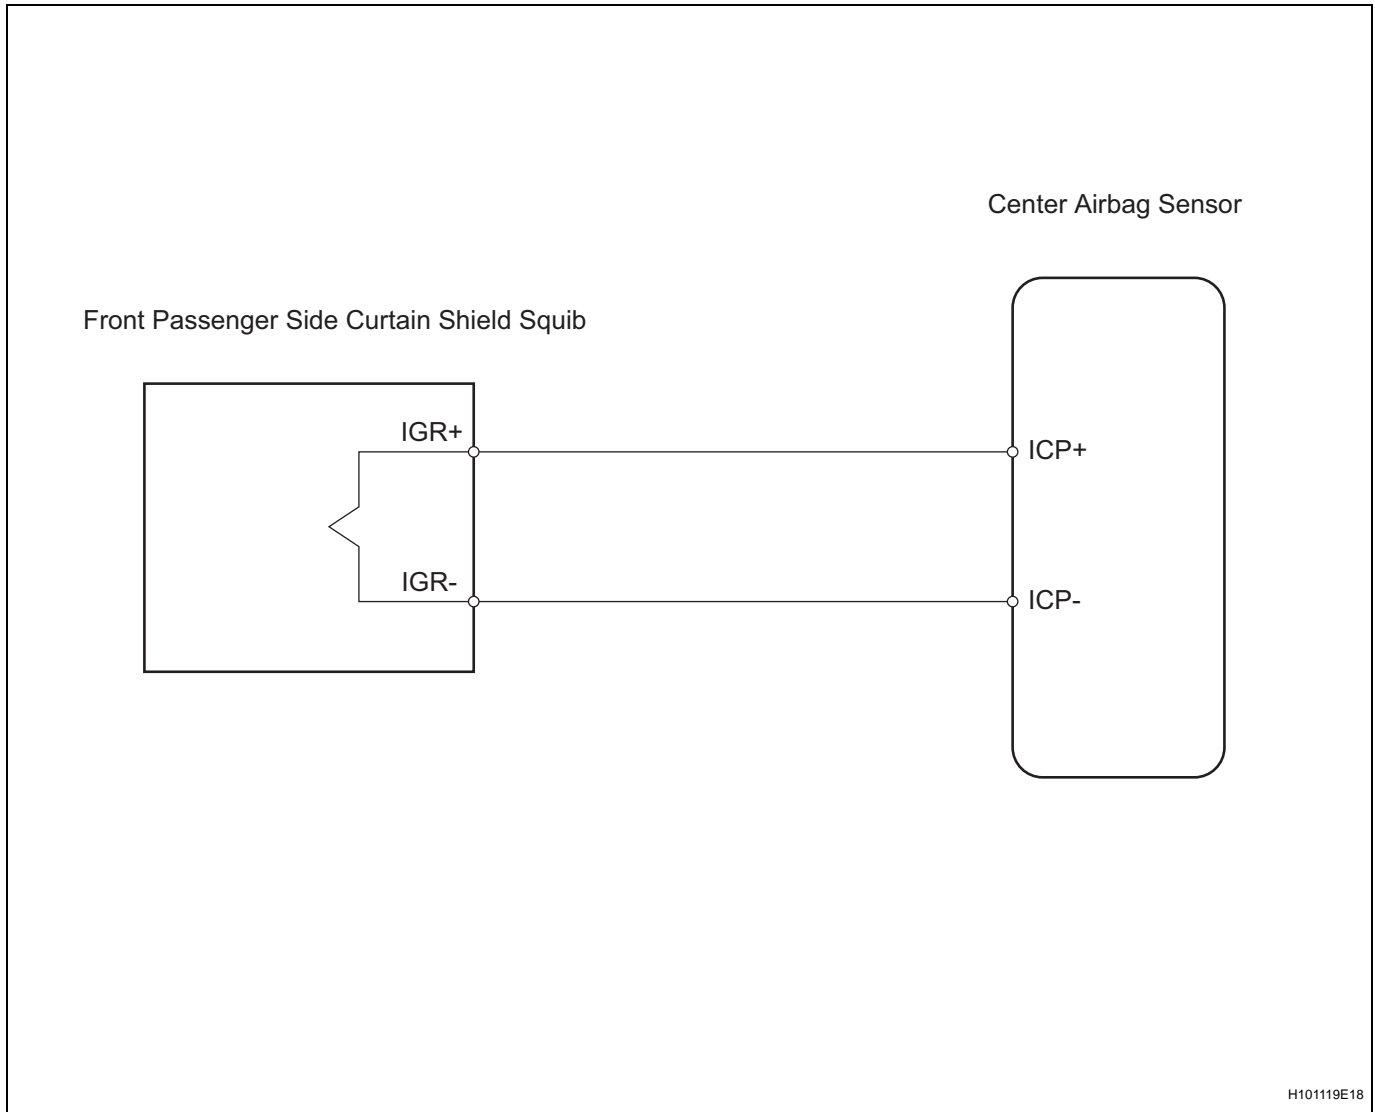 Center Airbag Sensor
Front Passenger Side Curtain Shield Squib
IGR+
ICP+
IGR-
ICP-
H101119E18